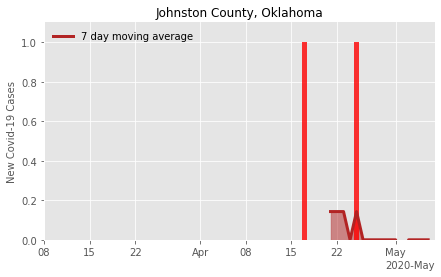 Johnston County, Oklahoma
7 day moving average
New Covid-19 Cases
1.0
0.8
0.6
0.4
0.2
0.0
08 15 22 Apr 08 15 22 May
2020-May